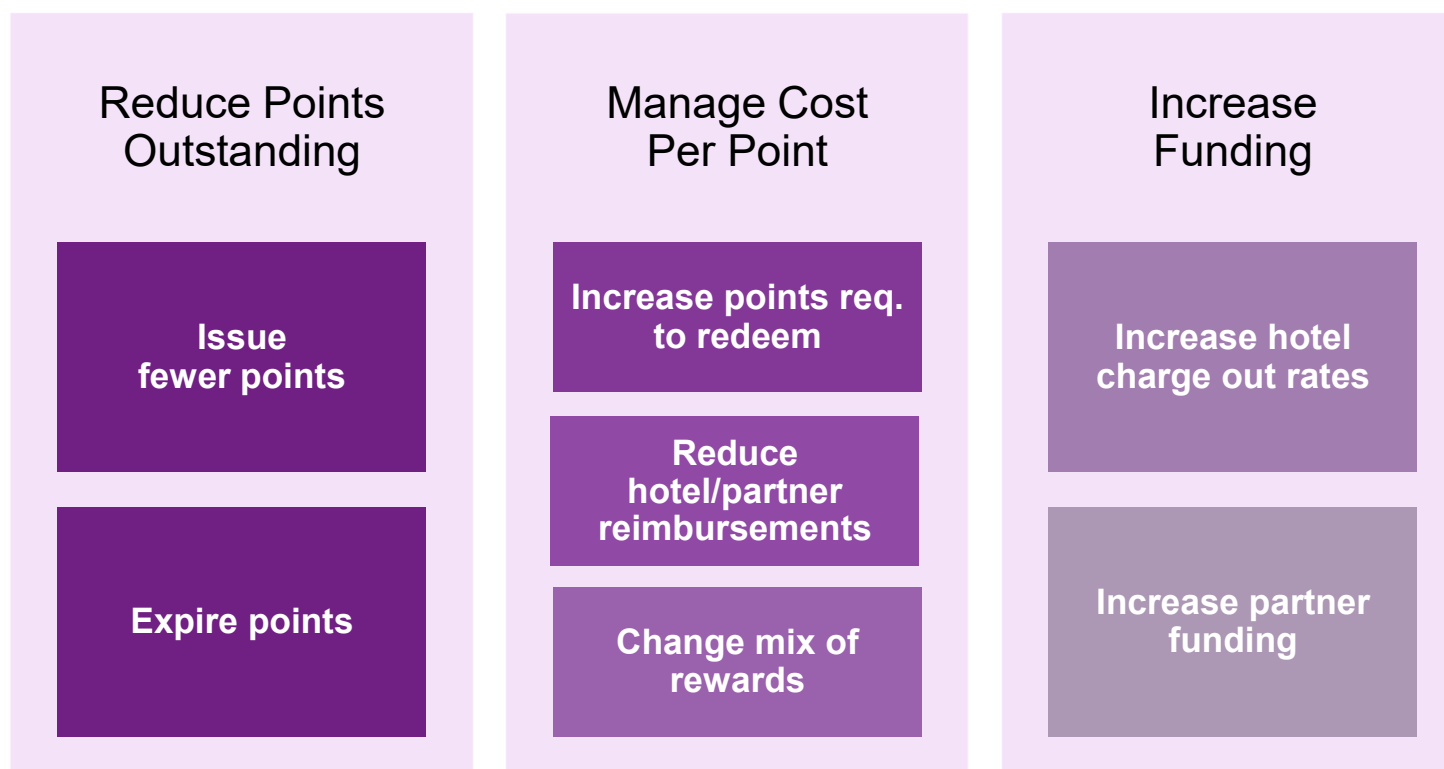 Reduce Points
Outstanding
Issue
fewer points
Expire points
Manage Cost
Per Point
Increase points req.
to redeem
Reduce
hotel/partner
reimbursements
Change mix of
rewards
Increase
Funding
Increase hotel
charge out rates
Increase partner
funding